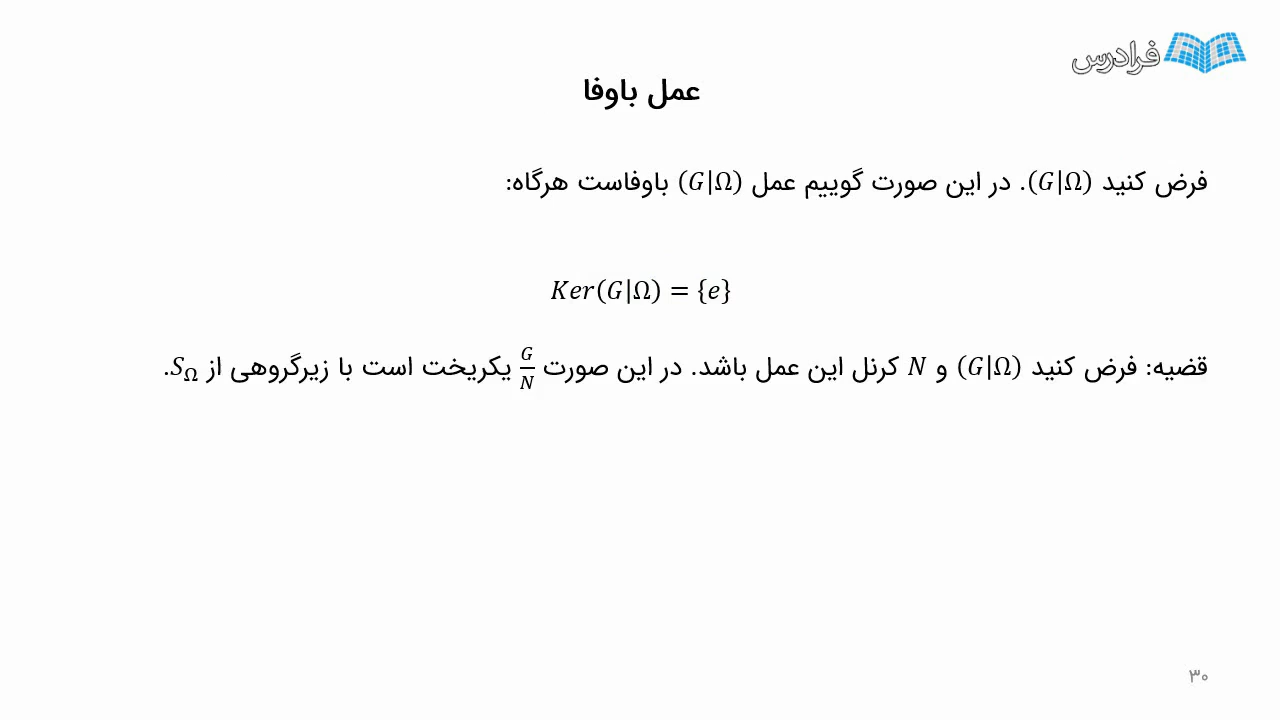 فرادرس
عمل باوفا
فرض کنید (G|Ω). در این صورت گوییم عمل (G|Ω) باوفاست هرگاه:
Ker(G|Ω) = {e}
قضیه: فرض کنید (G|Ω) و N کرنل این عمل باشد. در این صورت G/N یکریخت است با زیرگروهی از S_Ω.
۳۰